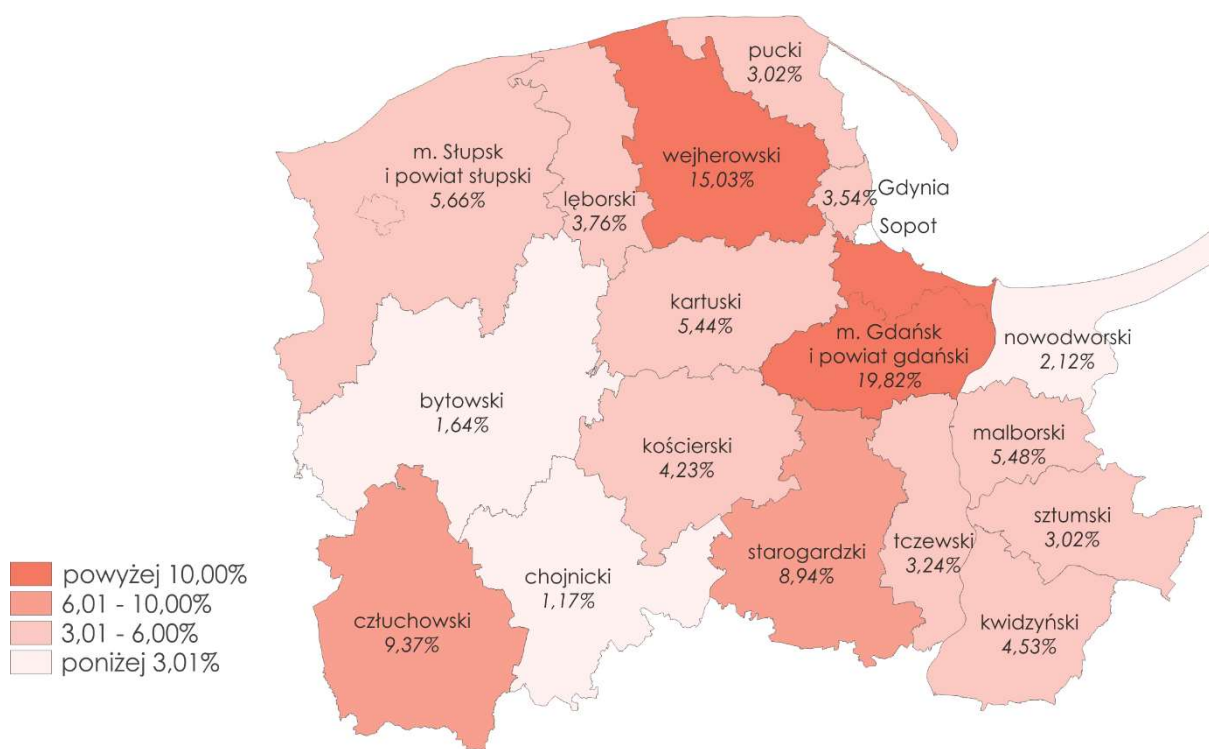 pucki
3,02%
m. Słupsk
i powiat słupski
5,66%
lęborski
3,76%
wejherowski
15,03%
3,54%
Gdynia
Sopot
kartuski
5,44%
m. Gdańsk
i powiat gdański
19,82%
nowodworski
2,12%
bytowski
1,64%
kościerski
4,23%
malborski
5,48%
sztumski
3,02%
starogardzki
8,94%
tczewski
3,24%
chojnicki
1,17%
człuchowski
9,37%
kwidzyński
4,53%
powyżej 10,00%
6,01 - 10,00%
3,01 - 6,00%
poniżej 3,01%